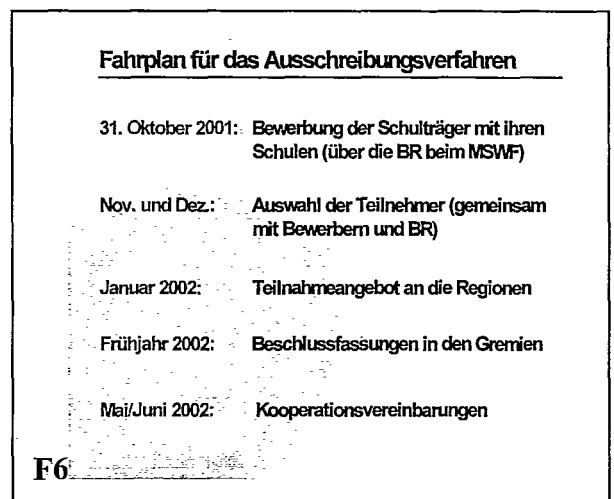 Fahrplan für das Ausschreibungsverfahren
31. Oktober 2001: Bewerbung der Schulträger mit ihren
Schulen (über die BR beim MSWF)
Nov. und Dez.: Auswahl der Teilnehmer (gemeinsam
mit Bewerbern und BR)
Januar 2002: Teilnahmeangebot an die Regionen
Frühjahr 2002: Beschlussfassungen in den Gremien
Mai/Juni 2002: Kooperationsvereinbarungen
F6